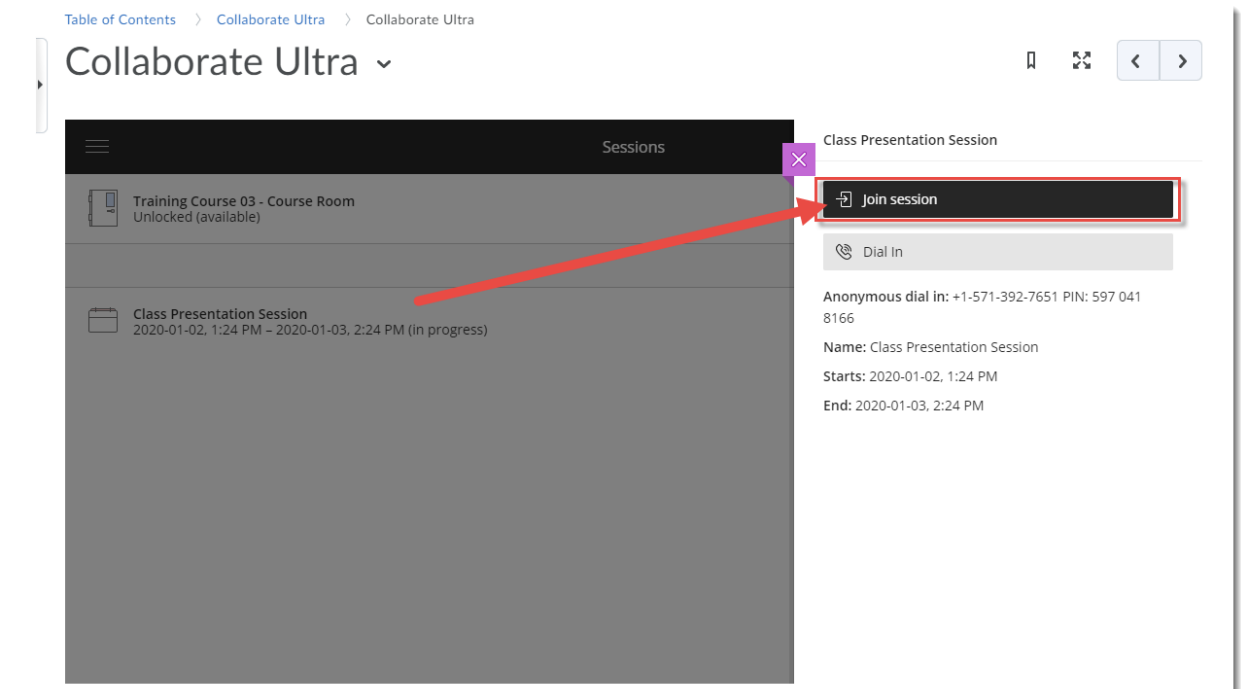 Table of Contents > Collaborate Ultra > Collaborate Ultra
Collaborate Ultra
Sessions
Training Course 03 - Course Room
Unlocked (available)
Class Presentation Session
2020-01-02, 1:24 PM – 2020-01-03, 2:24 PM (in progress)
Class Presentation Session
Join session
Dial In
Anonymous dial in: +1-571-392-7651 PIN: 597 041
8166
Name: Class Presentation Session
Starts: 2020-01-02, 1:24 PM
End: 2020-01-03, 2:24 PM